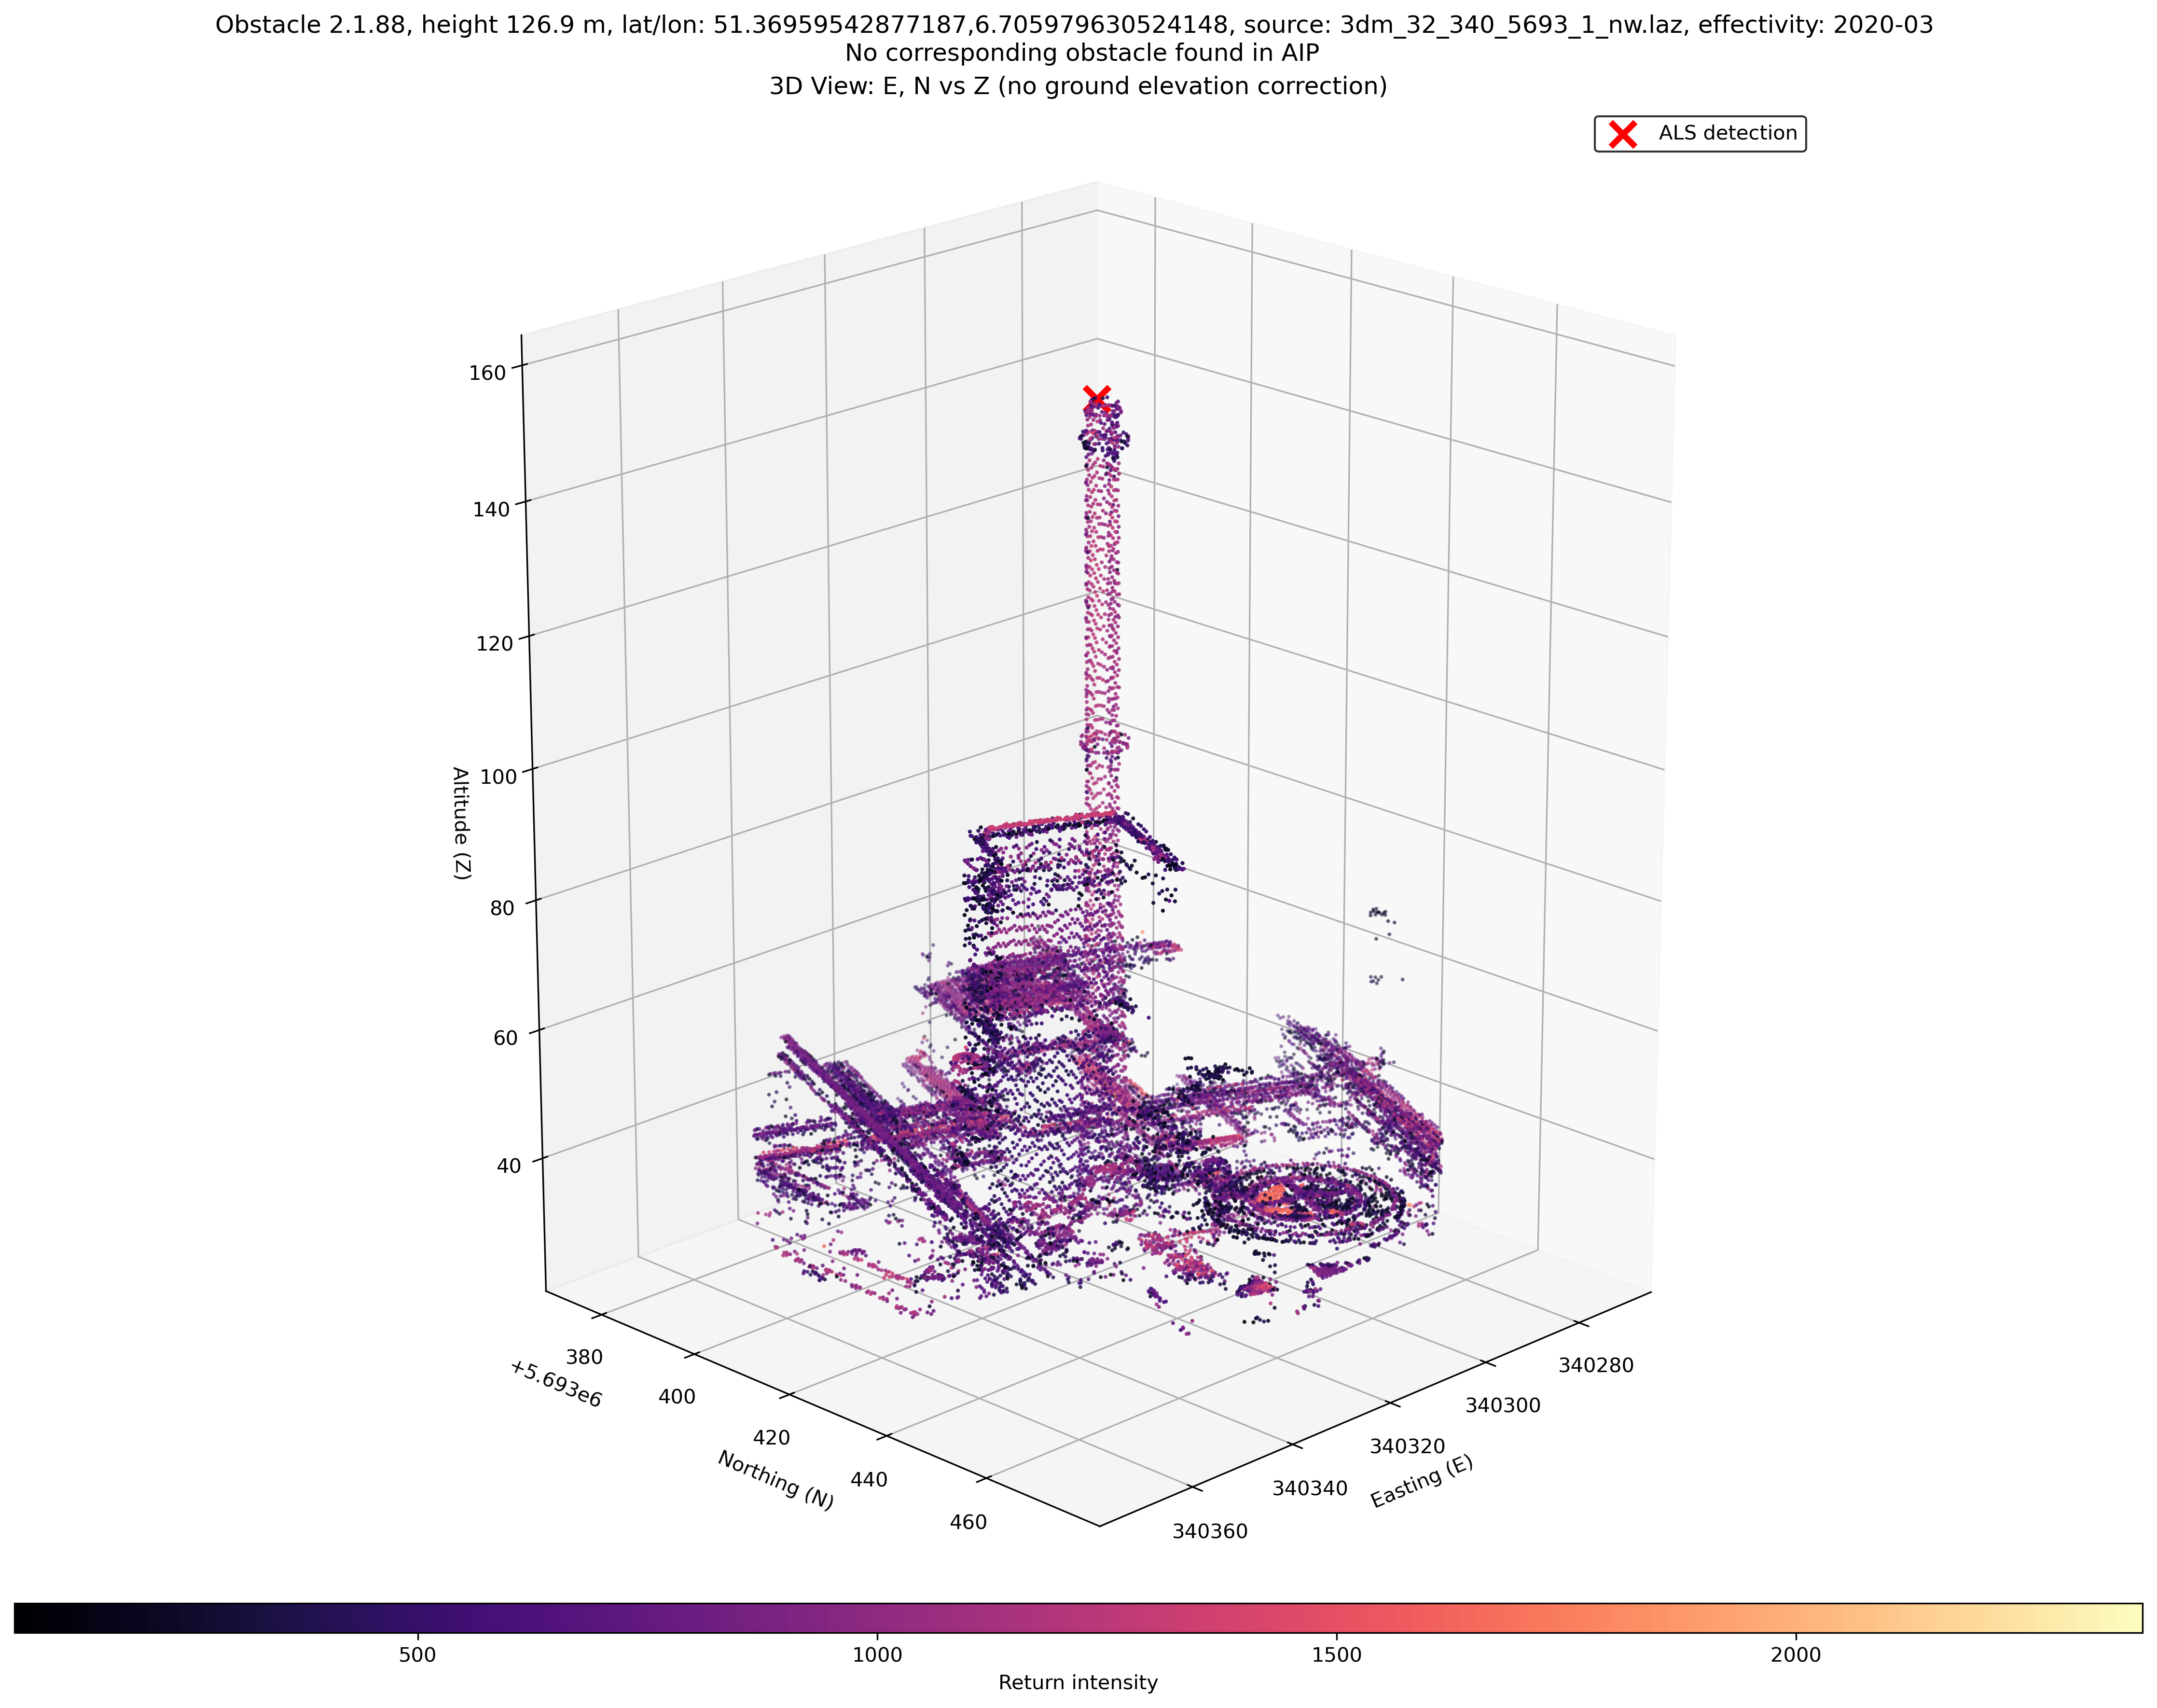 Obstacle 2.1.88, height 126.9 m, lat/lon: 51.36959542877187,6.705979630524148, source: 3dm_32_340_5693_1_nw.laz, effectivity: 2020-03
No corresponding obstacle found in AIP
3D View: E, N vs Z (no ground elevation correction)
ALS detection
160
140
120
100
80
60
40
Altitude (Z)
380
400
420
440
460
+5.693e6
Northing (N)
340280
340300
340320
340340
340360
Easting (E)
500
1000
1500
2000
Return intensity